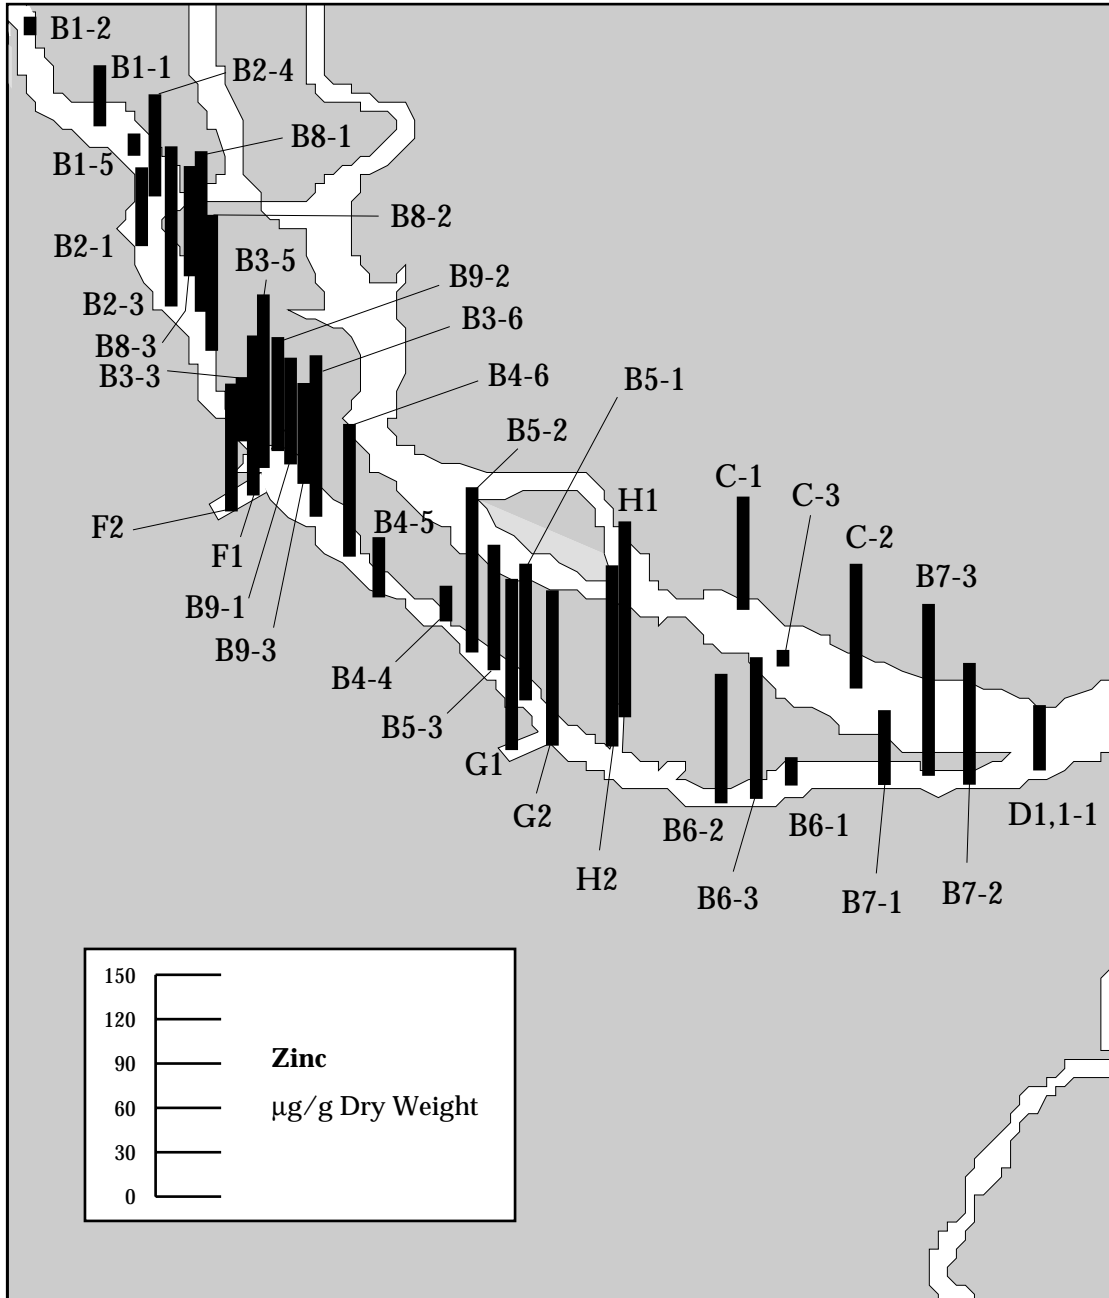 B1-2
B1-1
B2-4
B8-1
B1-5
B8-2
B2-1
B3-5
B9-2
B2-3
B3-6
B8-3
B3-3
B4-6
B5-1
B5-2
C-1
C-3
H1
F2
B4-5
C-2
F1
B7-3
B9-1
B9-3
B4-4
B5-3
G1
G2
B6-2
B6-1
D1,1-1
H2
B6-3
B7-1
B7-2
150
120
90
Zinc
60
µg/g Dry Weight
30
0